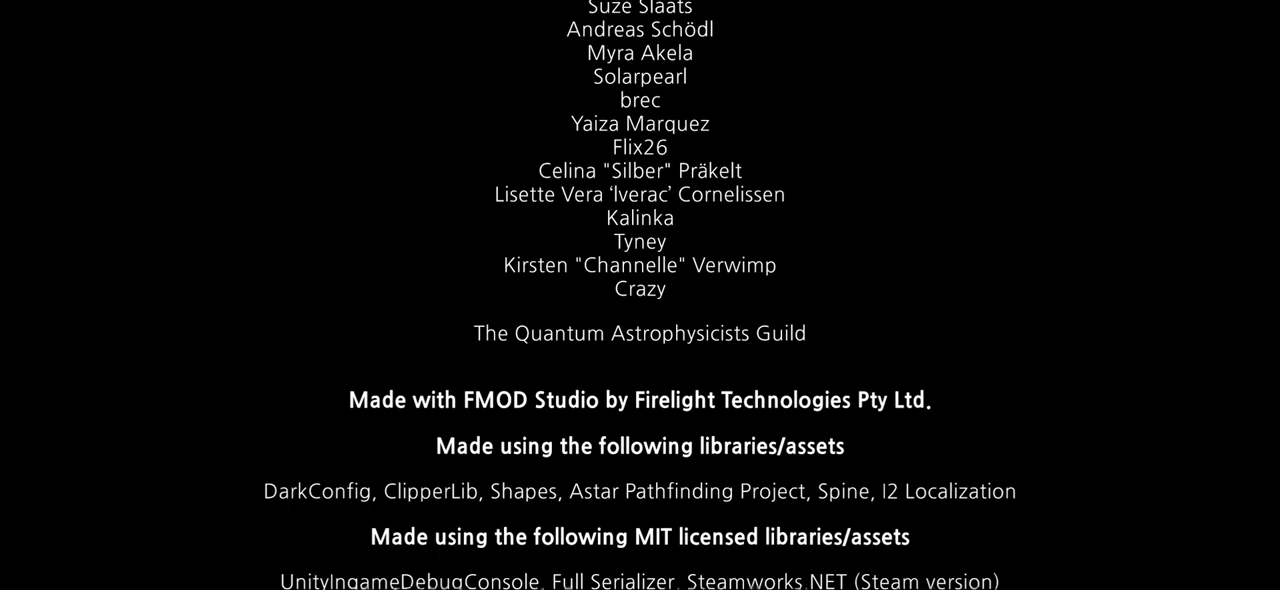 Suze Slaats
Andreas Schödl
Myra Akela
Solarpearl
brec
Yaiza Marquez
Flix26
Celina "Silber" Präkelt
Lisette Vera ‘lverac’ Cornelissen
Kalinka
Tyney
Kirsten "Channelle" Verwimp
Crazy
The Quantum Astrophysicists Guild
Made with FMOD Studio by Firelight Technologies Pty Ltd.
Made using the following libraries/assets
DarkConfig, ClipperLib, Shapes, Astar Pathfinding Project, Spine, I2 Localization
Made using the following MIT licensed libraries/assets
UnityIngameDebugConsole, Full Serializer, Steamworks.NET (Steam version)